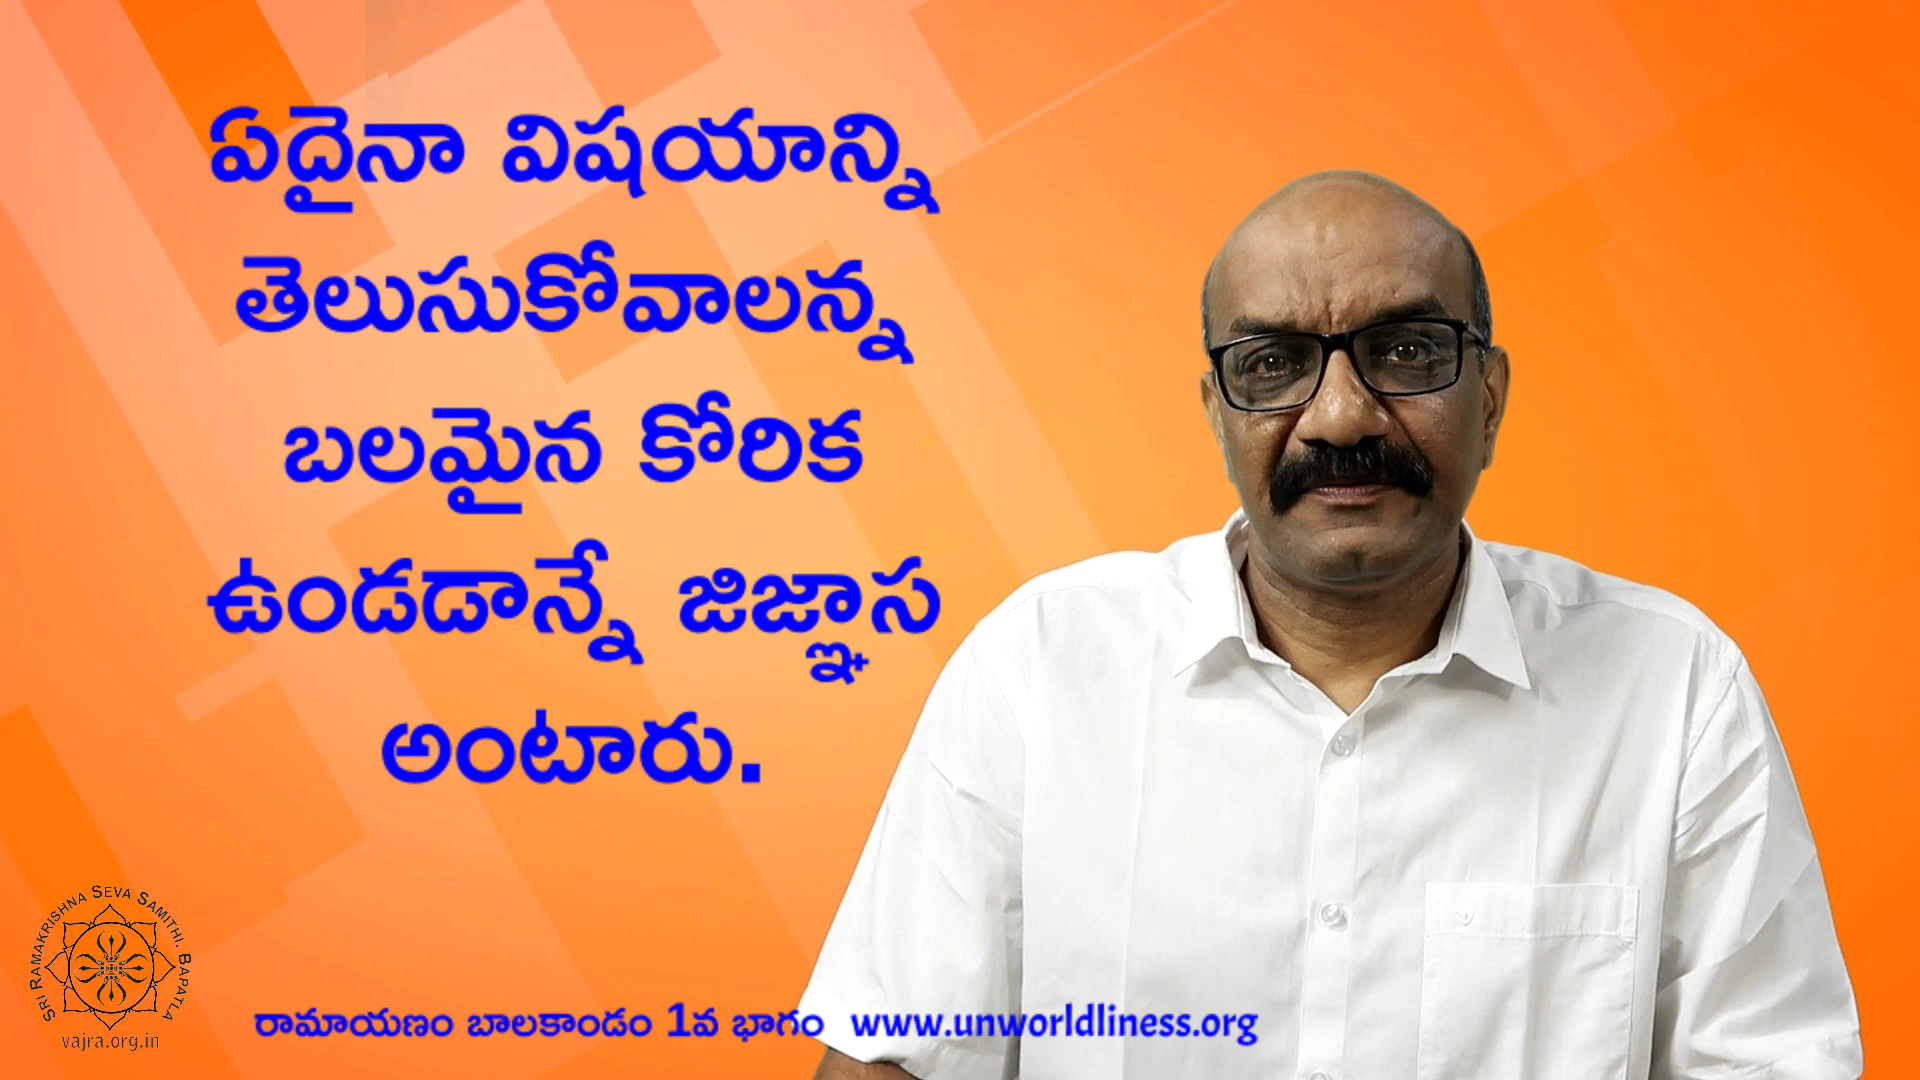 ఏదైనా విషయాన్ని
తెలుసుకోవాలన్న
బలమైన కోరిక
ఉండడాన్నే జిజ్ఞాస
అంటారు.
SRI RAMAKRISHNA SEVA SAMITHI. BAPATLA
vajra.org.in
రామాయణం బాలకాండం 1వ భాగం www.unworldliness.org